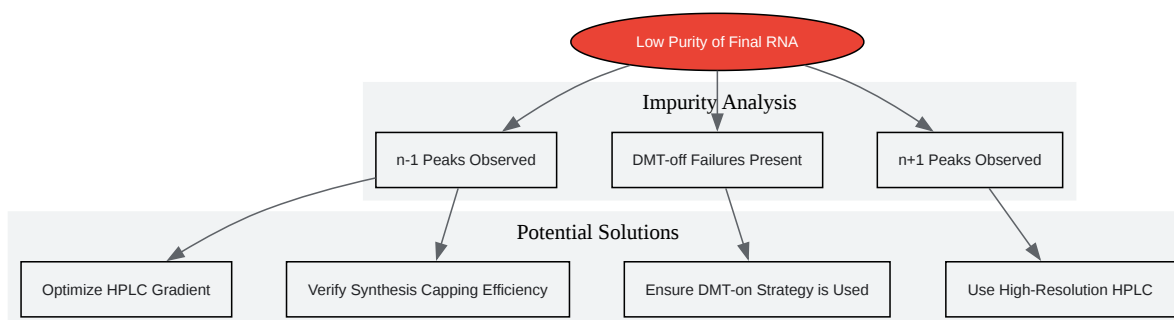 Low Purity of Final RNA
Impurity Analysis
n-1 Peaks Observed
DMT-off Failures Present
n+1 Peaks Observed
Potential Solutions
Optimize HPLC Gradient
Verify Synthesis Capping Efficiency
Ensure DMT-on Strategy is Used
Use High-Resolution HPLC